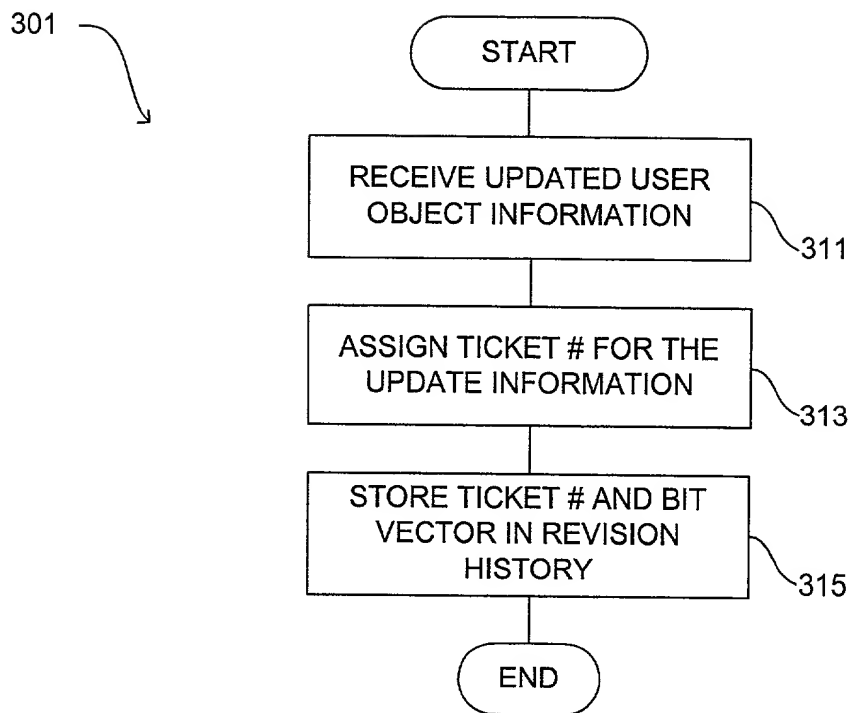 301
START
RECEIVE UPDATED USER
OBJECT INFORMATION
311
ASSIGN TICKET # FOR THE
UPDATE INFORMATION
313
STORE TICKET # AND BIT
VECTOR IN REVISION
HISTORY
315
END